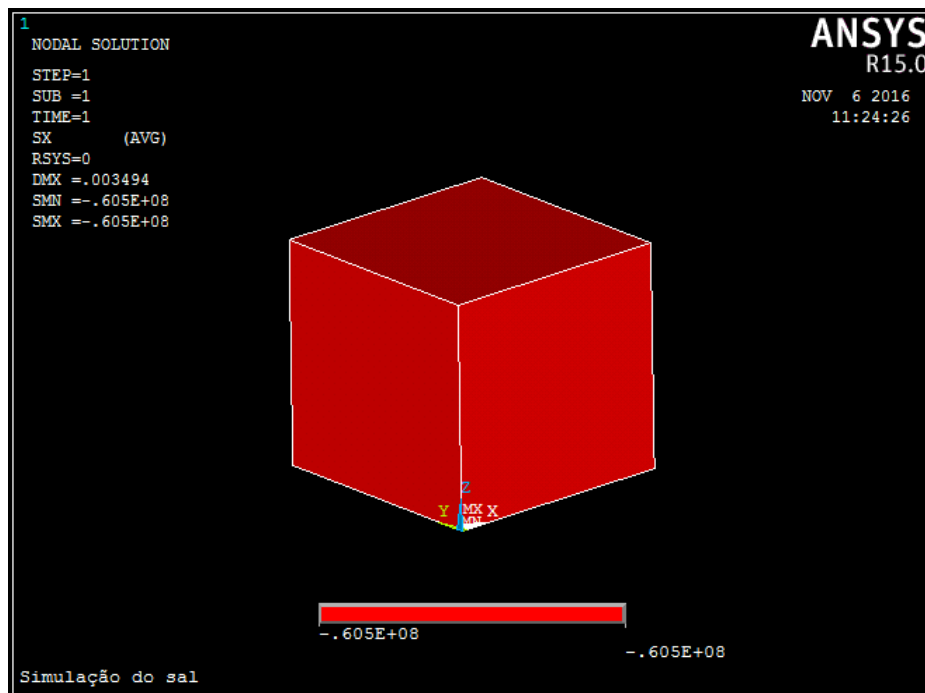 1
NODAL SOLUTION
STEP=1
SUB =1
TIME=1
SX (AVG)
RSYS=0
DMX =.003494
SMN =-.605E+08
SMX =-.605E+08
ANSYS
R15.0
NOV 6 2016
11:24:26
Z
Y MX X
MN
-.605E+08
-.605E+08
Simulação do sal